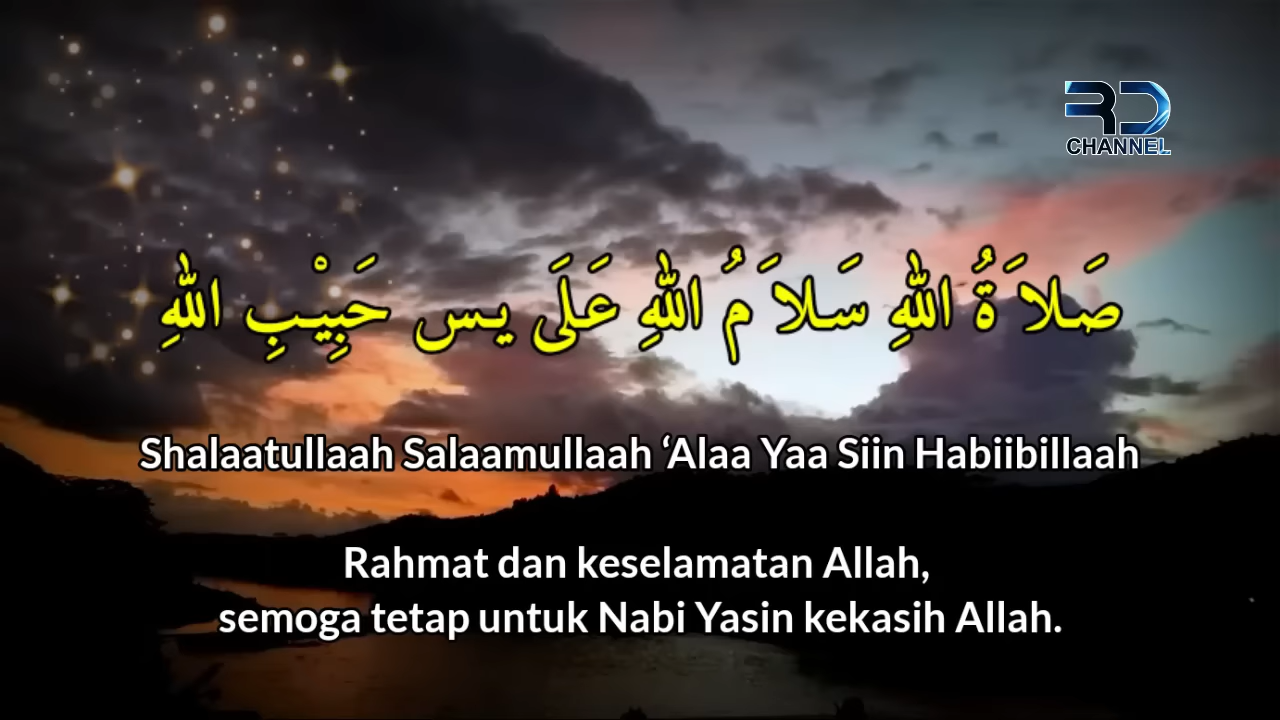 RD
CHANNEL
صَلاَةُ اللهِ سَلاَمُ اللهِ عَلَى يس حَبِيْبِ اللهِ
Shalaatullaah Salaamullaah ‘Alaa Yaa Siin Habiibillaah
Rahmat dan keselamatan Allah,
semoga tetap untuk Nabi Yasin kekasih Allah.